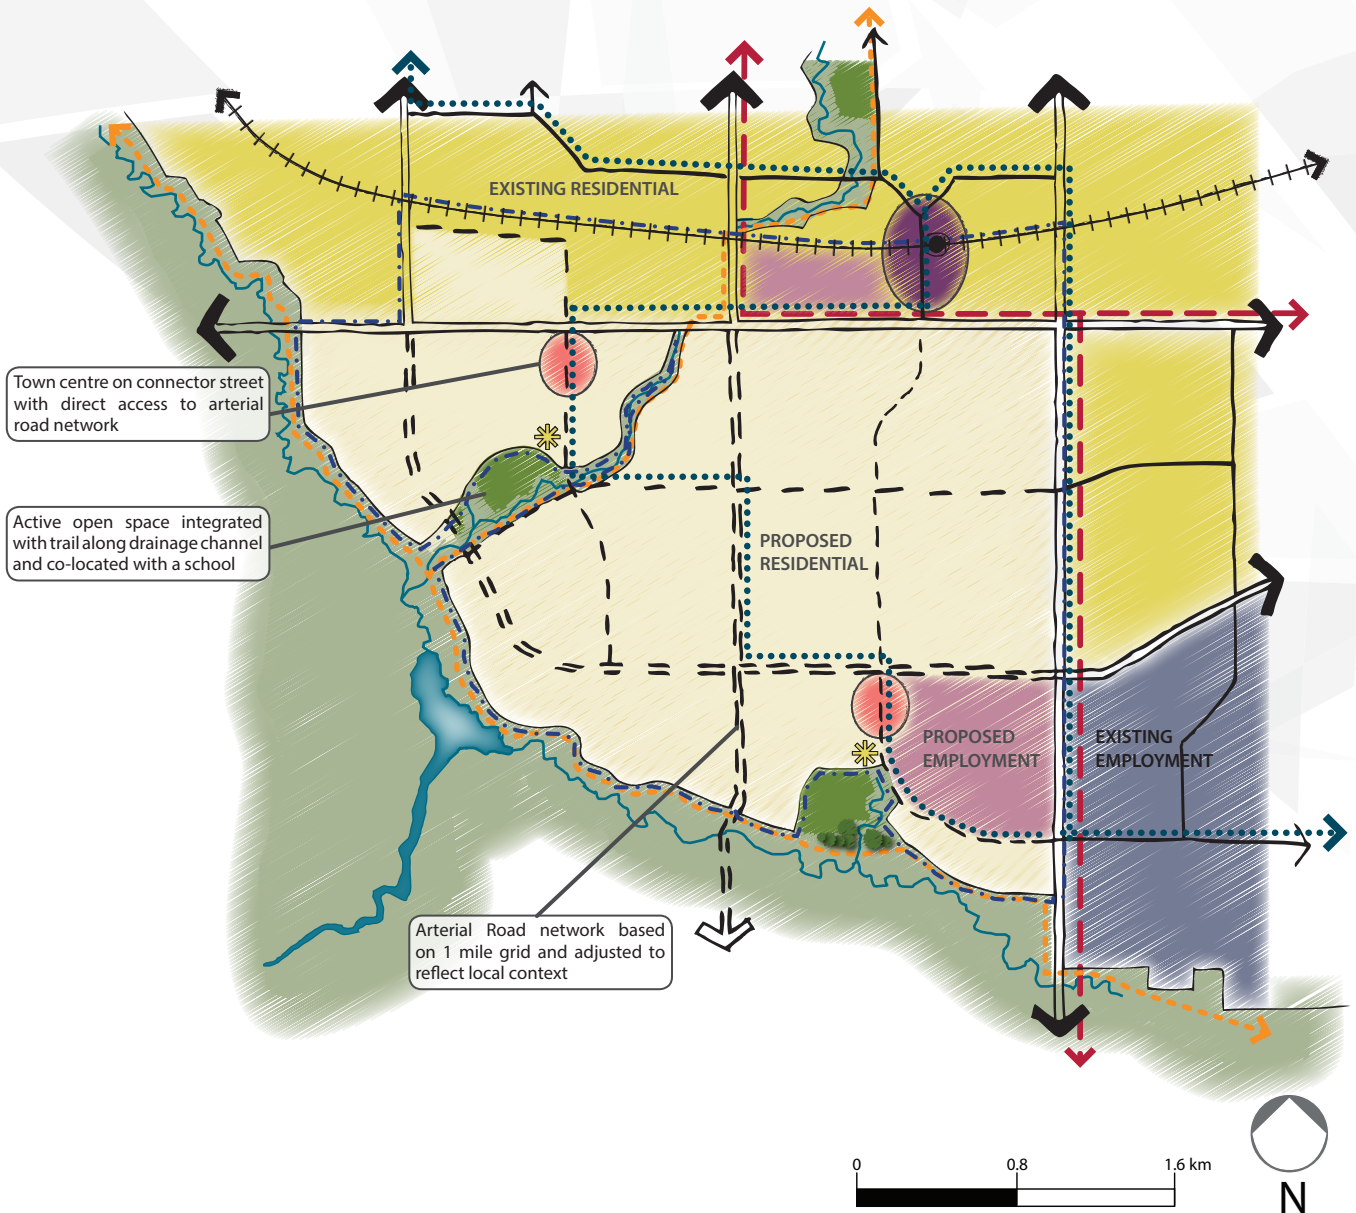 EXISTING RESIDENTIAL
Town centre on connector street
with direct access to arterial
road network
Active open space integrated
with trail along drainage channel
and co-located with a school
PROPOSED
RESIDENTIAL
PROPOSED
EMPLOYMENT
EXISTING
EMPLOYMENT
Arterial Road network based
on 1 mile grid and adjusted to
reflect local context
0 0.8 1.6 km
N